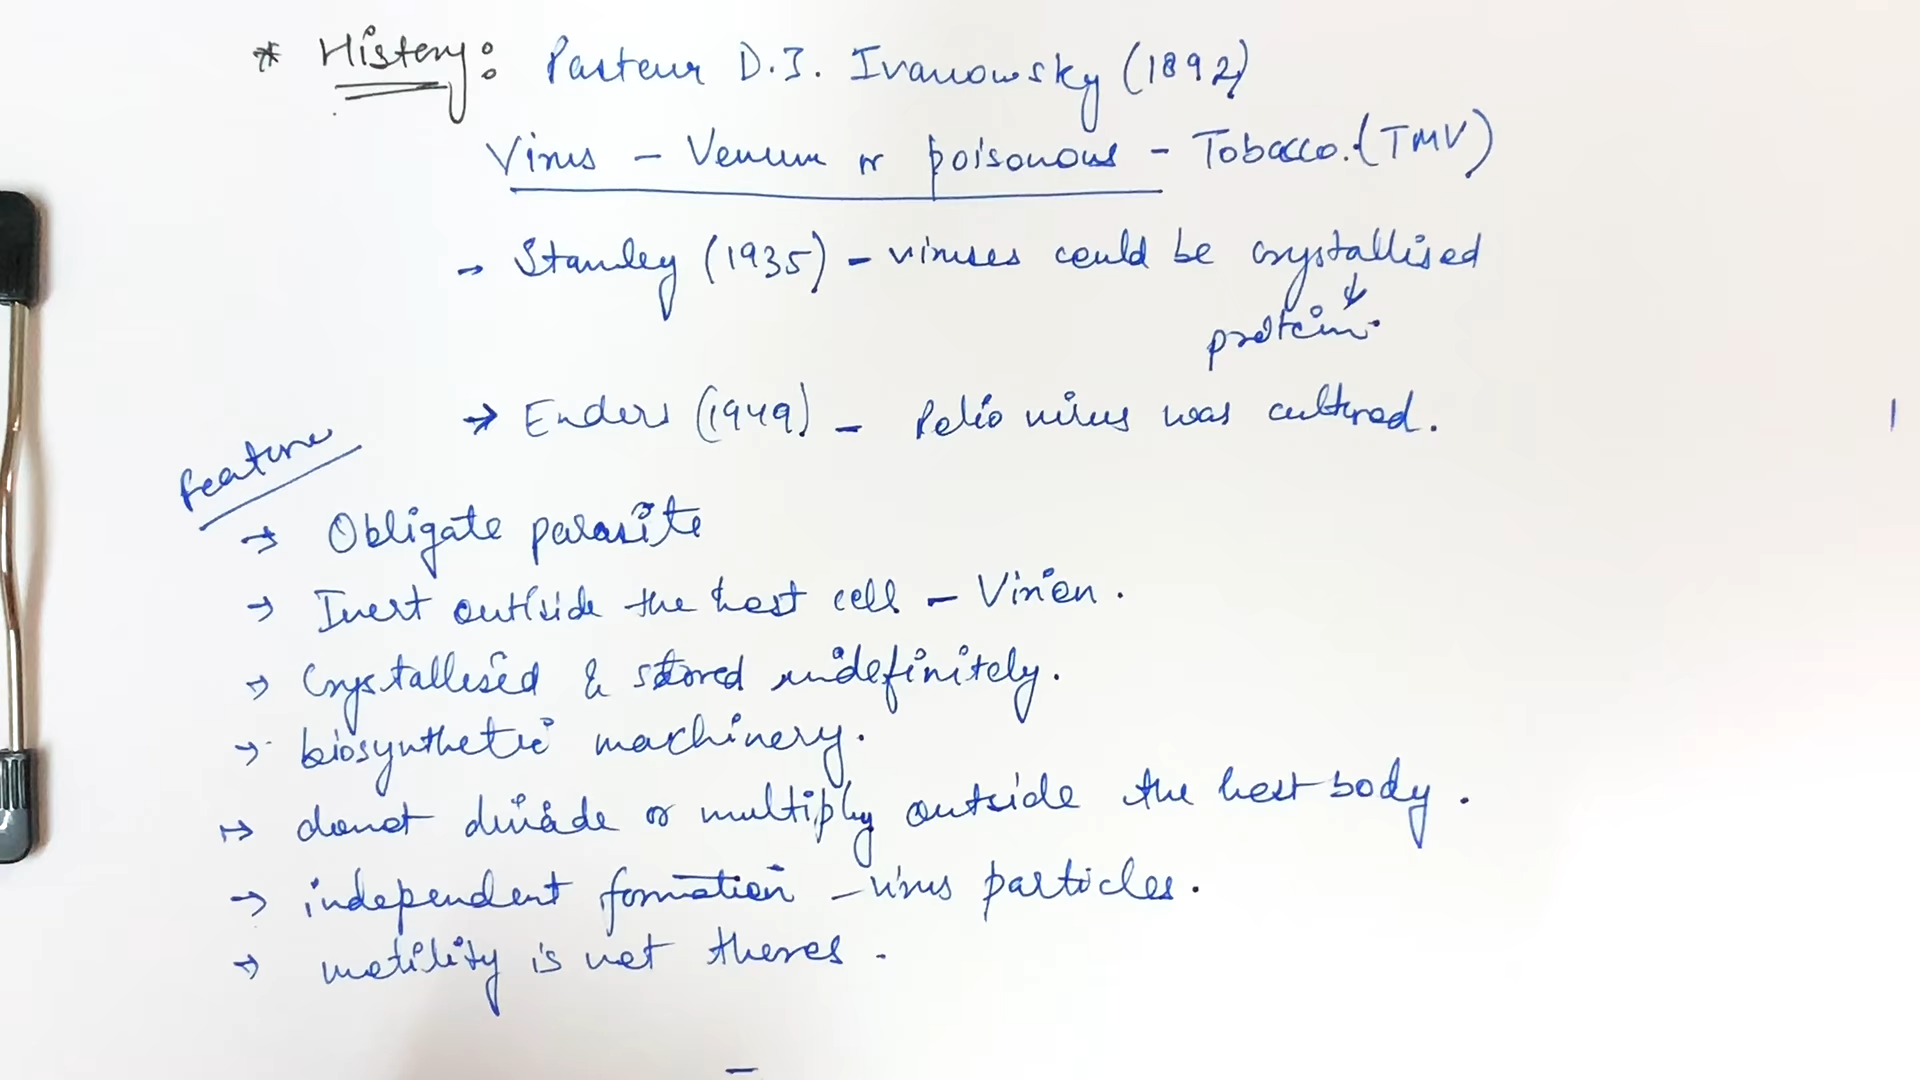 * History: Pasteur D.J. Ivanowsky (1892)
Virus - Venum or poisonous - Tobacco. (TMV)
→ Stanley (1935) - viruses could be crystallised
↓
protein.
→ Enders (1949) - Polio virus was cultured.
Feature
→ Obligate parasite
→ Inert outside the host cell - Virion.
→ Crystallised & stored indefinitely.
→ biosynthetic machinery.
→ donot divide or multiply outside the host body.
→ independent formation - virus particles.
→ motility is not theres.